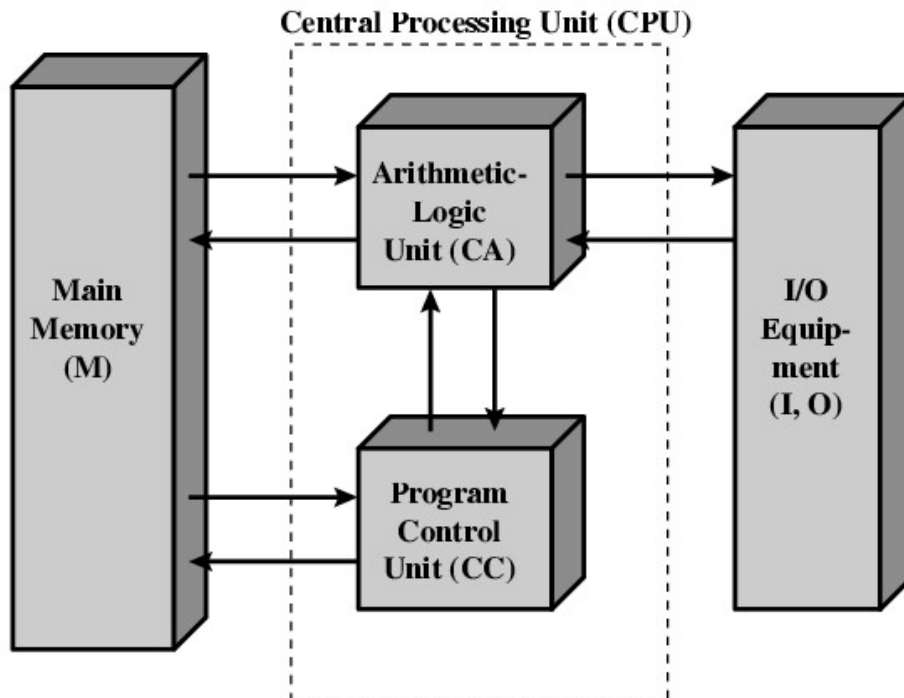 Central Processing Unit (CPU)
Main
Memory
(M)
Arithmetic-
Logic
Unit (CA)
Program
Control
Unit (CC)
I/O
Equip-
ment
(I, O)